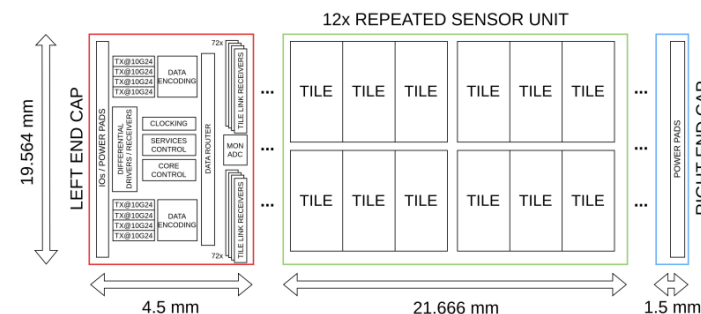 12x REPEATED SENSOR UNIT
19.564 mm
LEFT END CAP
IOs / POWER PADS
TX@10G24
TX@10G24
TX@10G24
TX@10G24
DATA
ENCODING
DIFFERENTIAL
DRIVERS / RECEIVERS
CLOCKING
SERVICES
CONTROL
CORE
CONTROL
TX@10G24
TX@10G24
TX@10G24
TX@10G24
DATA
ENCODING
DATA ROUTER
72x
TILE LINK RECEIVERS
MON
ADC
72x
TILE LINK RECEIVERS
...
...
...
TILE TILE TILE TILE TILE TILE
TILE TILE TILE TILE TILE TILE
...
...
...
POWER PADS
RIGHT END CAP
4.5 mm
21.666 mm
1.5 mm